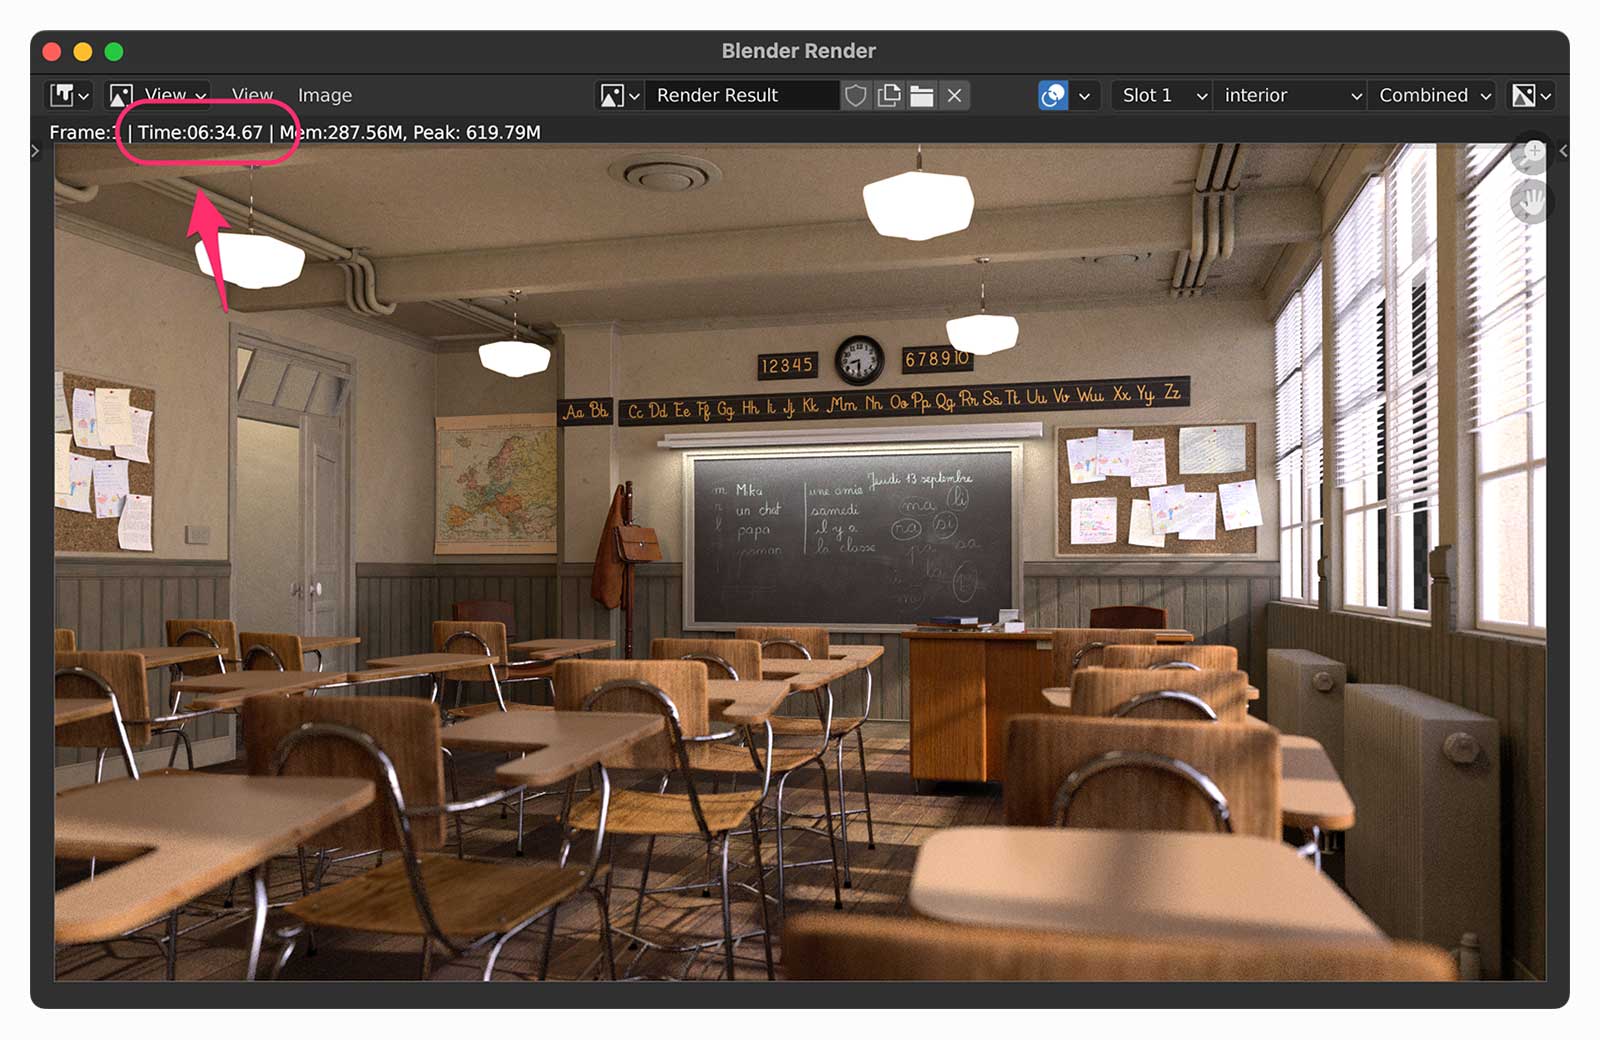 Blender Render
View View Image Render Result Slot 1 interior Combined
Frame:1 | Time:06:34.67 | Mem:287.56M, Peak: 619.79M
12345
678910
Aa Bb Cc Dd Ee Ff Gg Hh Ii Jj Kk Mm Nn Oo Pp Qq Rr Ss Tt Uu Vv Ww Xx Yy Zz
Jeudi 13 septembre
m Mika une amie ma li
r un chat samedi
l papa il y a na si
maman la classe pa sa